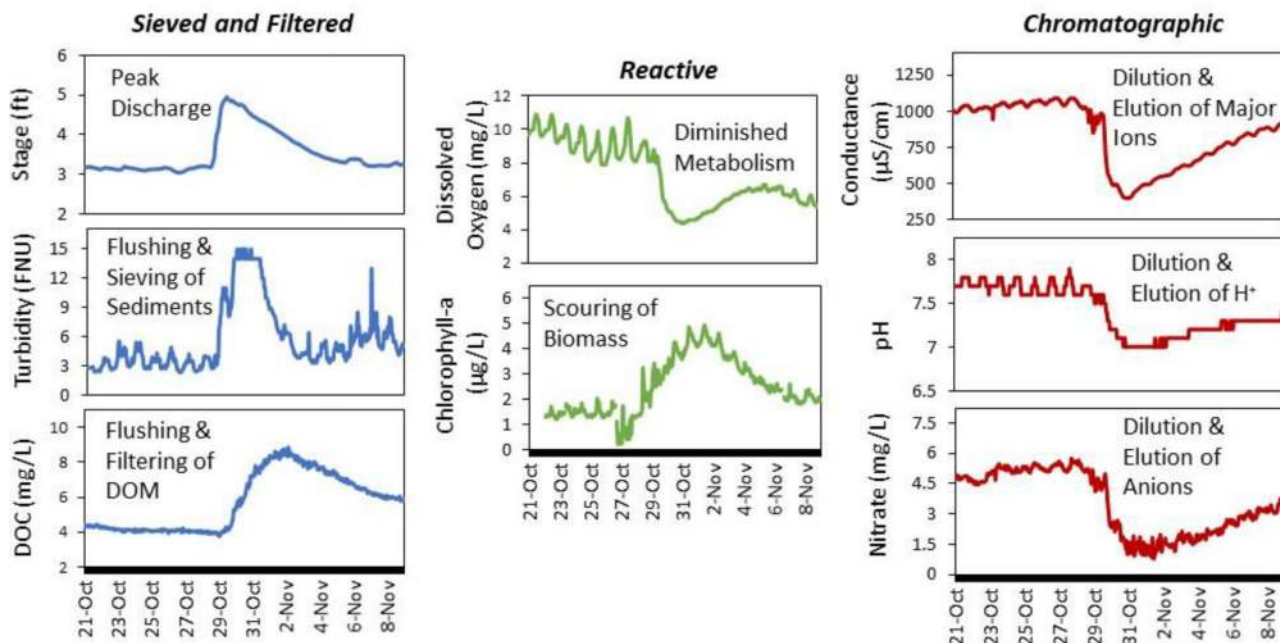 Sieved and Filtered
Stage (ft)
6
5
4
3
2
Peak
Discharge
Turbidity (FNU)
15
12
9
6
3
0
Flushing &
Sieving of
Sediments
DOC (mg/L)
10
8
6
4
2
Flushing &
Filtering of
DOM
21-Oct
23-Oct
25-Oct
27-Oct
29-Oct
31-Oct
2-Nov
4-Nov
6-Nov
8-Nov
Reactive
Dissolved
Oxygen (mg/L)
12
10
8
6
4
2
Diminished
Metabolism
Chlorophyll-a
(µg/L)
6
5
4
3
2
1
0
Scouring of
Biomass
21-Oct
23-Oct
25-Oct
27-Oct
29-Oct
31-Oct
2-Nov
4-Nov
6-Nov
8-Nov
Chromatographic
Conductance
(µS/cm)
1250
1000
750
500
250
Dilution &
Elution of Major
Ions
pH
8
7.5
7
6.5
Dilution &
Elution of H⁺
Nitrate (mg/L)
7.5
6
4.5
3
1.5
0
Dilution &
Elution of
Anions
21-Oct
23-Oct
25-Oct
27-Oct
29-Oct
31-Oct
2-Nov
4-Nov
6-Nov
8-Nov